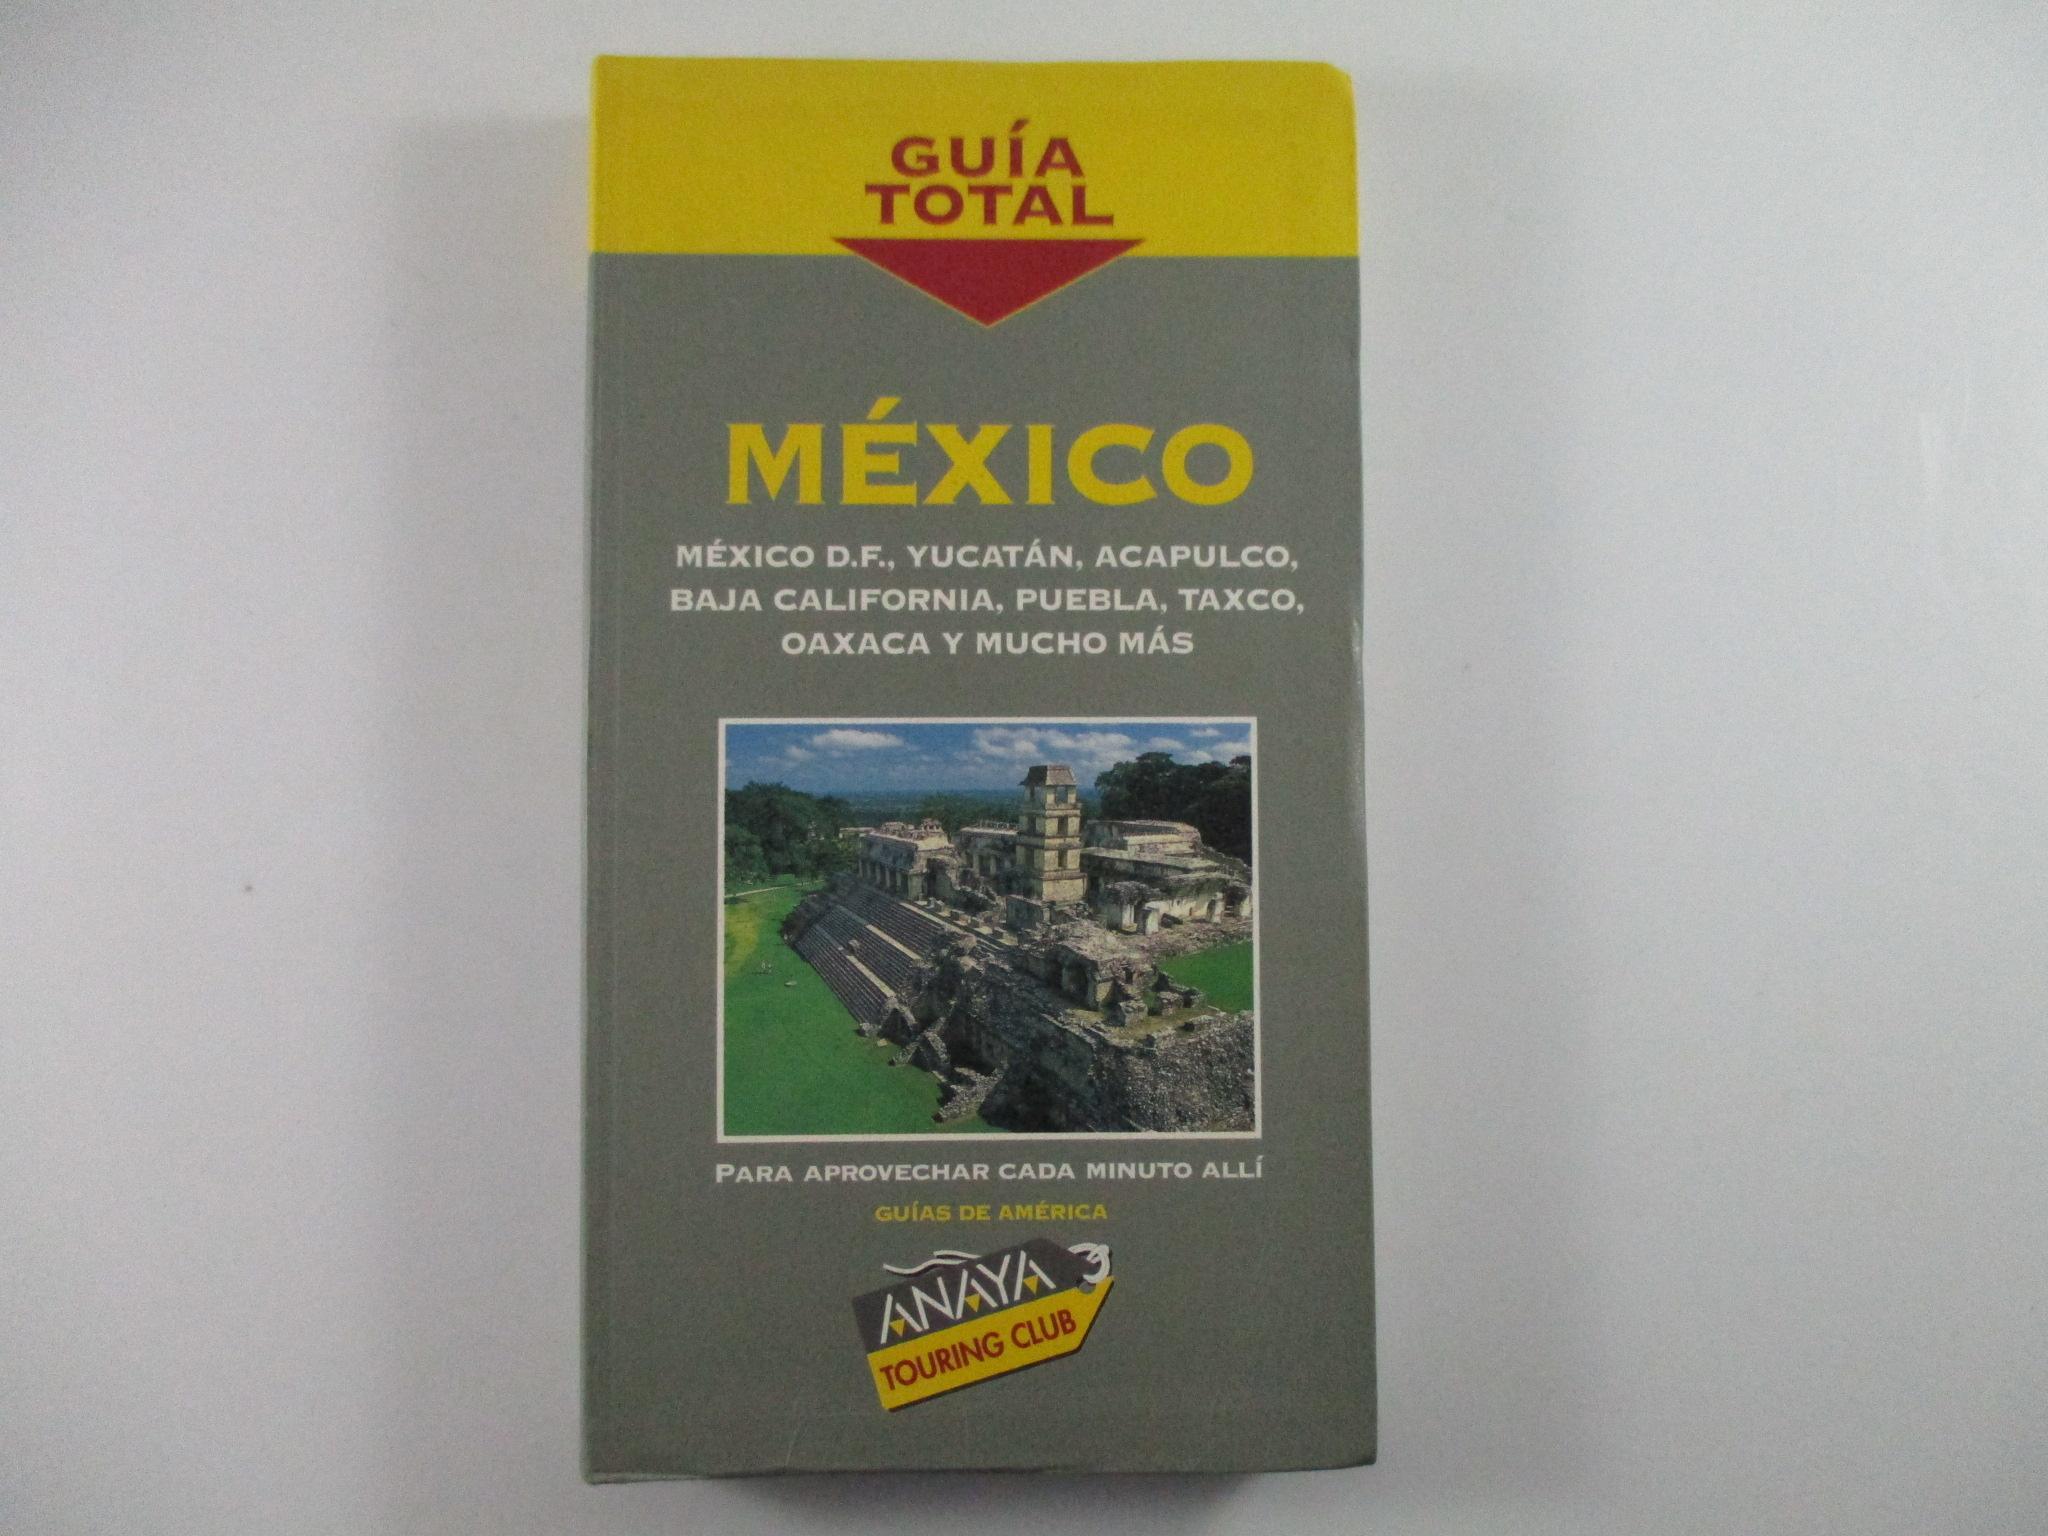 GUÍA
TOTAL
MÉXICO
MÉXICO D.F., YUCATÁN, ACAPULCO,
BAJA CALIFORNIA, PUEBLA, TAXCO,
OAXACA Y MUCHO MÁS
PARA APROVECHAR CADA MINUTO ALLÍ
GUÍAS DE AMÉRICA
ANAYA
TOURING CLUB